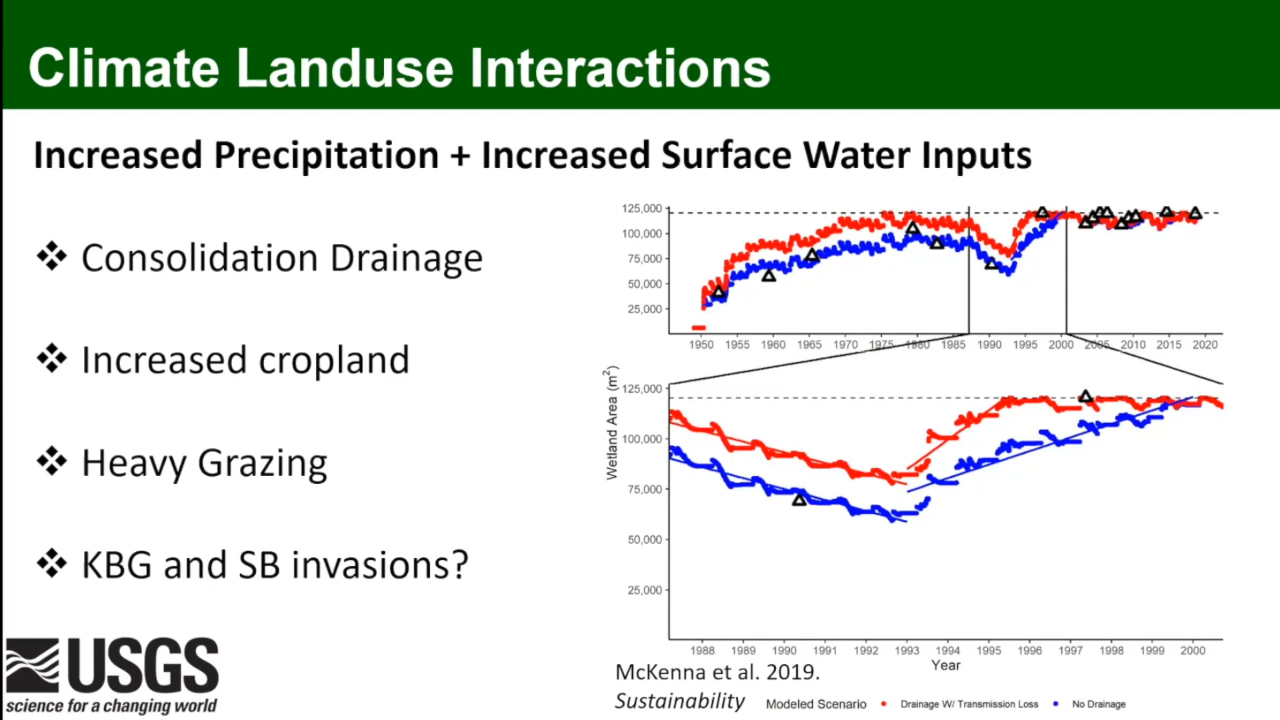 Climate Landuse Interactions
Increased Precipitation + Increased Surface Water Inputs
❖ Consolidation Drainage
❖ Increased cropland
❖ Heavy Grazing
❖ KBG and SB invasions?
USGS
science for a changing world
125,000
100,000
75,000
50,000
25,000
1950 1955 1960 1965 1970 1975 1980 1985 1990 1995 2000 2005 2010 2015 2020
Wetland Area (m²)
125,000
100,000
75,000
50,000
25,000
1988 1989 1990 1991 1992 1993 1994 1995 1996 1997 1998 1999 2000
Year
McKenna et al. 2019.
Sustainability
Modeled Scenario Drainage W/ Transmission Loss No Drainage